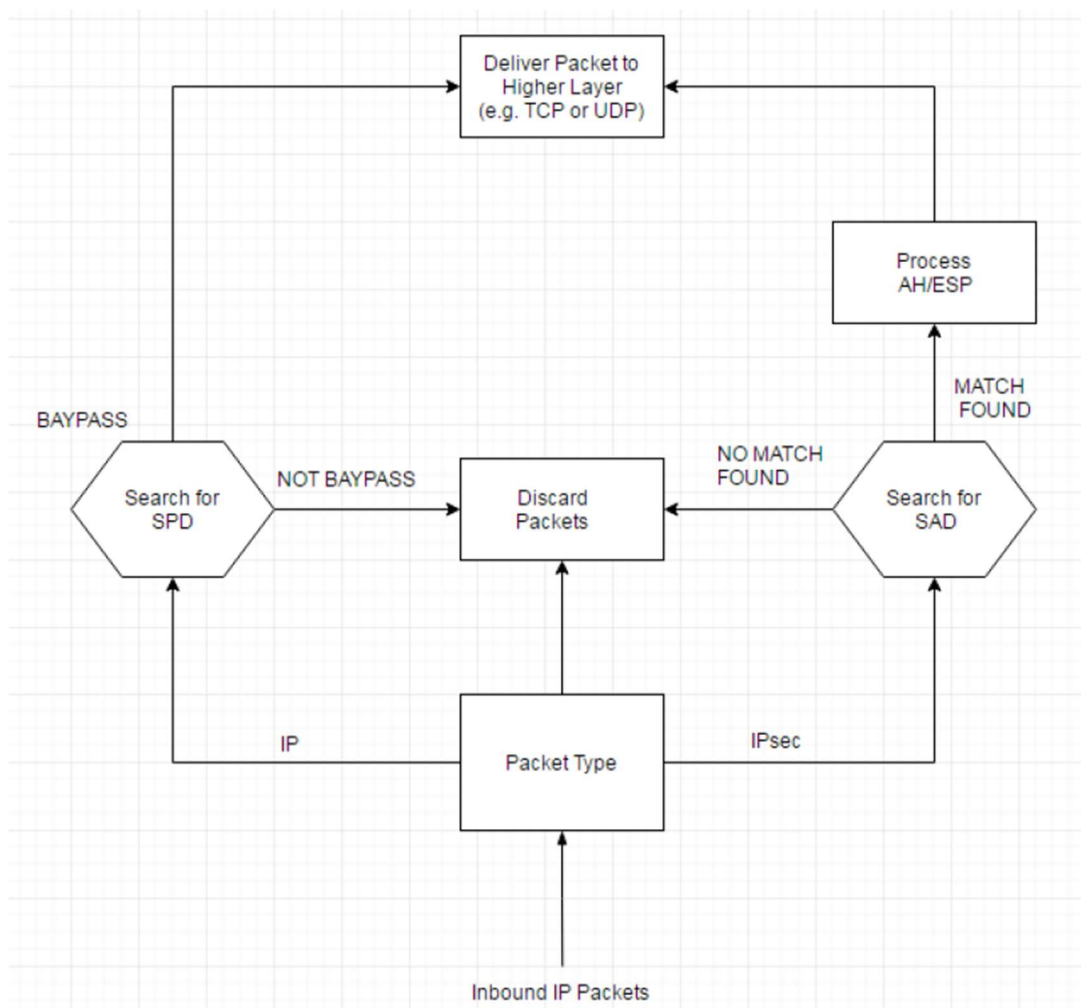 Deliver Packet to
Higher Layer
(e.g. TCP or UDP)
Process
AH/ESP
BAYPASS
MATCH
FOUND
Search for
SPD
NOT BAYPASS
Discard
Packets
NO MATCH
FOUND
Search for
SAD
IP
Packet Type
IPsec
Inbound IP Packets